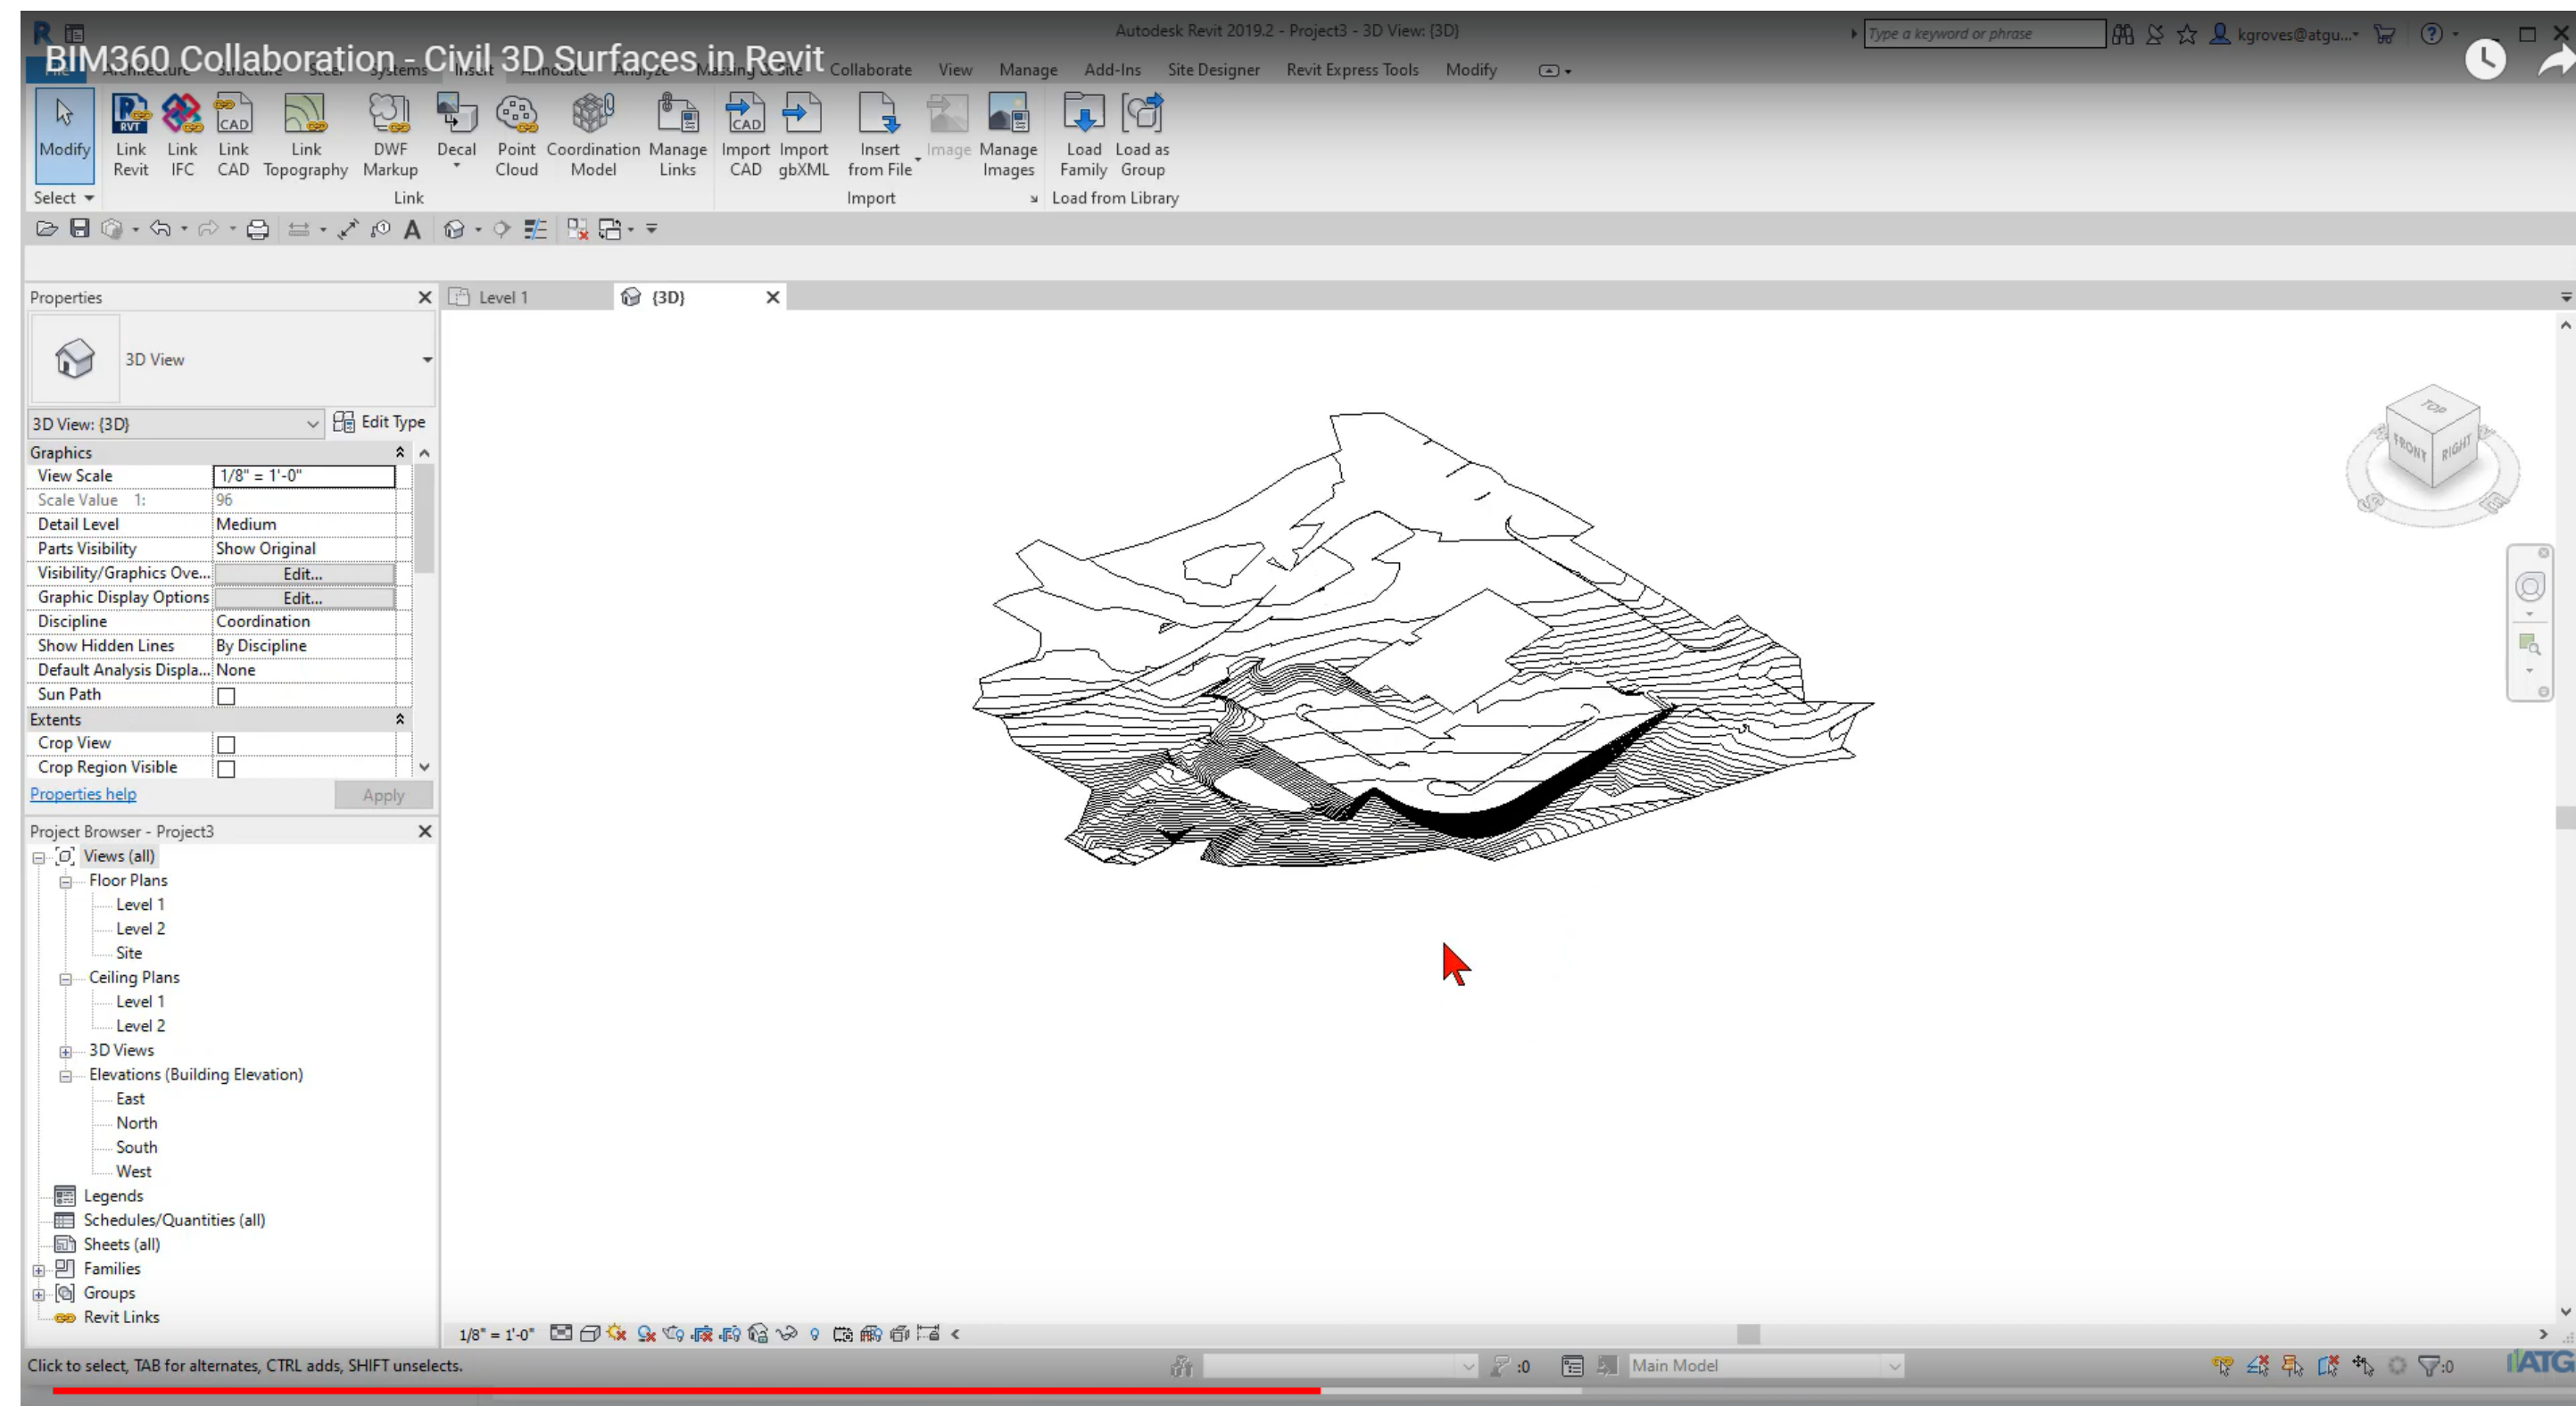 Autodesk Revit 2019.2 - Project3 - 3D View: {3D}
Type a keyword or phrase
kgroves@atgu...
BIM360 Collaboration - Civil 3D Surfaces in Revit
Collaborate View Manage Add-Ins Site Designer Revit Express Tools Modify
Modify
Link Revit
Link IFC
Link CAD
Link Topography
DWF Markup
Decal
Point Cloud
Coordination Model
Manage Links
Import CAD
Import gbXML
Insert from File
Image
Manage Images
Load Family
Load as Group
Select
Link
Import
Load from Library
Properties
Level 1
{3D}
3D View
TOP
FRONT
RIGHT
S
E
3D View: {3D}
Edit Type
Graphics
View Scale 1/8" = 1'-0"
Scale Value 1: 96
Detail Level Medium
Parts Visibility Show Original
Visibility/Graphics Ove... Edit...
Graphic Display Options Edit...
Discipline Coordination
Show Hidden Lines By Discipline
Default Analysis Displa... None
Sun Path
Extents
Crop View
Crop Region Visible
Properties help
Apply
Project Browser - Project3
Views (all)
Floor Plans
Level 1
Level 2
Site
Ceiling Plans
Level 1
Level 2
3D Views
Elevations (Building Elevation)
East
North
South
West
Legends
Schedules/Quantities (all)
Sheets (all)
Families
Groups
Revit Links
1/8" = 1'-0"
Click to select, TAB for alternates, CTRL adds, SHIFT unselects.
:0
Main Model
:0
ATG